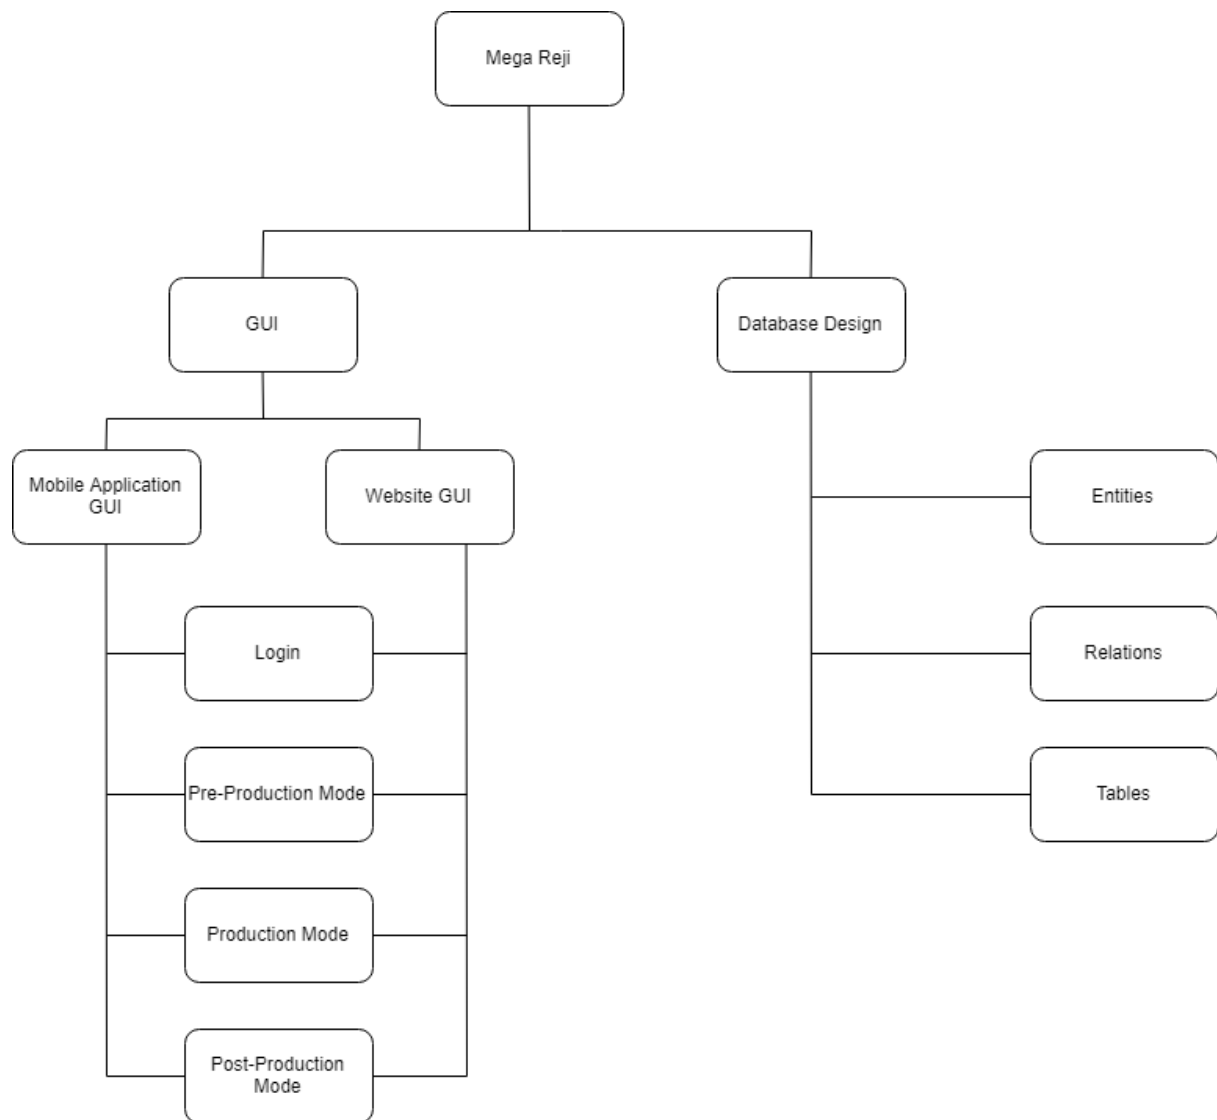 Mega Reji
GUI
Database Design
Mobile Application
GUI
Website GUI
Entities
Login
Relations
Pre-Production Mode
Tables
Production Mode
Post-Production
Mode